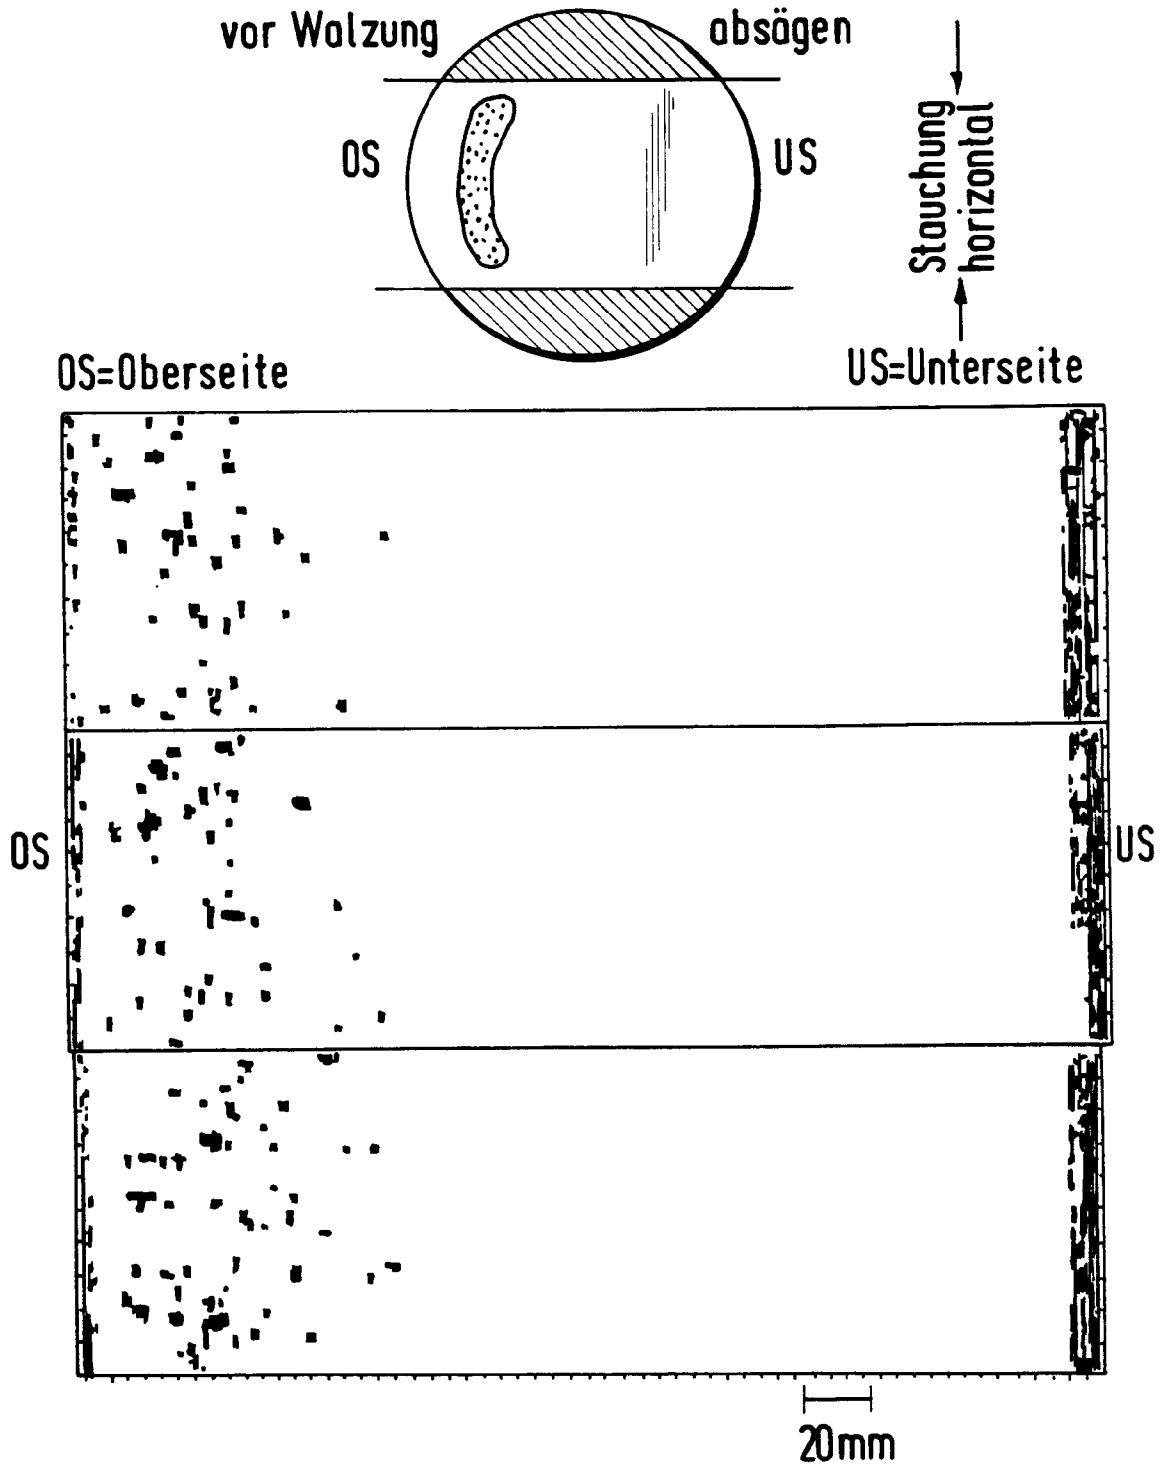 vor Walzung absägen
OS US
Stauchung
horizontal
OS=Oberseite US=Unterseite
OS US
20mm